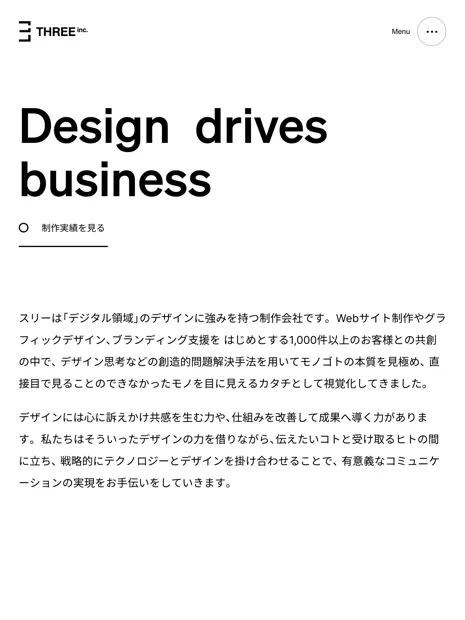 THREE inc.
Menu
Design drives
business
制作実績を見る
スリーは「デジタル領域」のデザインに強みを持つ制作会社です。Webサイト制作やグラ
フィックデザイン、ブランディング支援を はじめとする1,000件以上のお客様との共創
の中で、デザイン思考などの創造的問題解決手法を用いてモノゴトの本質を見極め、直
接目で見ることのできなかったモノを目に見えるカタチとして視覚化してきました。
デザインには心に訴えかけ共感を生む力や、仕組みを改善して成果へ導く力がありま
す。私たちはそういったデザインの力を借りながら、伝えたいコトと受け取るヒトの間
に立ち、戦略的にテクノロジーとデザインを掛け合わせることで、有意義なコミュニケ
ーションの実現をお手伝いをしていきます。